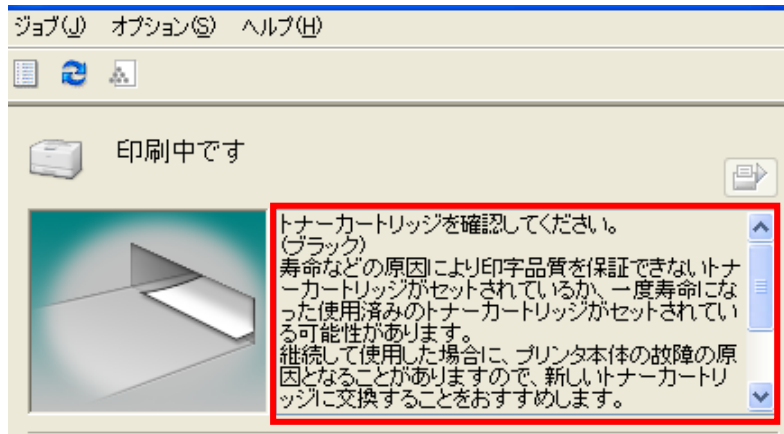 ジョブ(J) オプション(S) ヘルプ(H)
印刷中です
トナーカートリッジを確認してください。
(ブラック)
寿命などの原因により印字品質を保証できないトナ
ーカートリッジがセットされているか、一度寿命にな
った使用済みのトナーカートリッジがセットされてい
る可能性があります。
継続して使用した場合に、プリンタ本体の故障の原
因となることがありますので、新しいトナーカートリ
ッジに交換することをおすすめします。